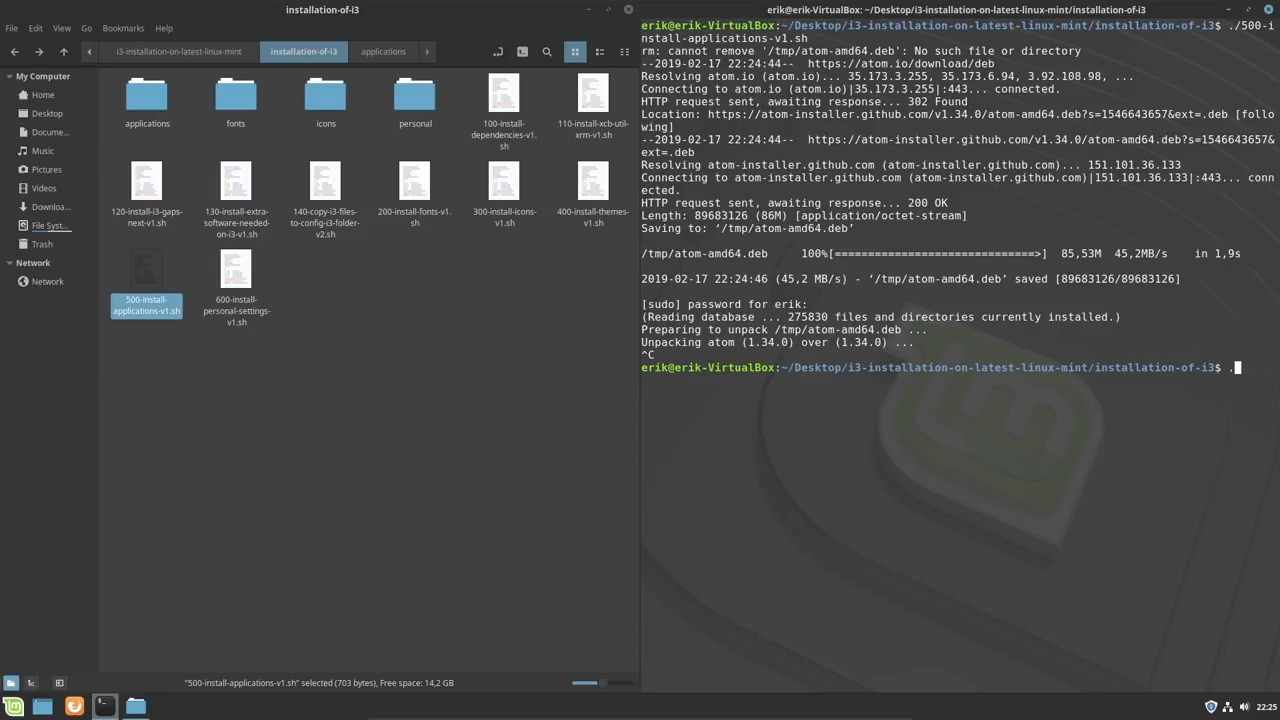 installation-of-i3
File Edit View Go Bookmarks Help
i3-installation-on-latest-linux-mint installation-of-i3 applications
My Computer
Home
Desktop
Docume...
Music
Pictures
Videos
Downloa...
File Syst...
Trash
Network
Network
applications
fonts
icons
personal
100-install-
dependencies-v1.
sh
110-install-xcb-util-
xrm-v1.sh
120-install-i3-gaps-
next-v1.sh
130-install-extra-
software-needed-
on-i3-v1.sh
140-copy-i3-files-
to-config-i3-folder-
v2.sh
200-install-fonts-v1.
sh
300-install-icons-
v1.sh
400-install-themes-
v1.sh
500-install-
applications-v1.sh
600-install-
personal-settings-
v1.sh
"500-install-applications-v1.sh" selected (703 bytes), Free space: 14,2 GB
erik@erik-VirtualBox: ~/Desktop/i3-installation-on-latest-linux-mint/installation-of-i3
erik@erik-VirtualBox:~/Desktop/i3-installation-on-latest-linux-mint/installation-of-i3$ ./500-i
nstall-applications-v1.sh
rm: cannot remove '/tmp/atom-amd64.deb': No such file or directory
--2019-02-17 22:24:44-- https://atom.io/download/deb
Resolving atom.io (atom.io)... 35.173.3.255, 35.173.6.94, 3.92.108.98, ...
Connecting to atom.io (atom.io)|35.173.3.255|:443... connected.
HTTP request sent, awaiting response... 302 Found
Location: https://atom-installer.github.com/v1.34.0/atom-amd64.deb?s=1546643657&ext=.deb [follo
wing]
--2019-02-17 22:24:44-- https://atom-installer.github.com/v1.34.0/atom-amd64.deb?s=1546643657&
ext=.deb
Resolving atom-installer.github.com (atom-installer.github.com)... 151.101.36.133
Connecting to atom-installer.github.com (atom-installer.github.com)|151.101.36.133|:443... conn
ected.
HTTP request sent, awaiting response... 200 OK
Length: 89683126 (86M) [application/octet-stream]
Saving to: ‘/tmp/atom-amd64.deb’
/tmp/atom-amd64.deb 100%[============================>] 85,53M 45,2MB/s in 1,9s
2019-02-17 22:24:46 (45,2 MB/s) - ‘/tmp/atom-amd64.deb’ saved [89683126/89683126]
[sudo] password for erik:
(Reading database ... 275830 files and directories currently installed.)
Preparing to unpack /tmp/atom-amd64.deb ...
Unpacking atom (1.34.0) over (1.34.0) ...
^C
erik@erik-VirtualBox:~/Desktop/i3-installation-on-latest-linux-mint/installation-of-i3$ .
22:25